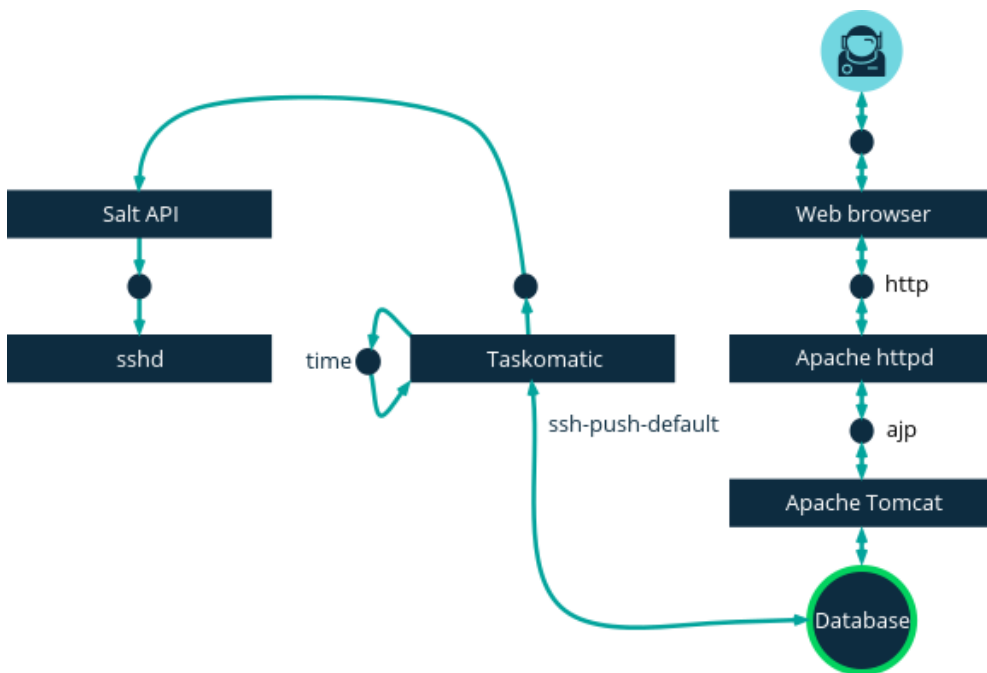 Salt API
Web browser
http
sshd
time
Taskomatic
Apache httpd
ssh-push-default
ajp
Apache Tomcat
Database